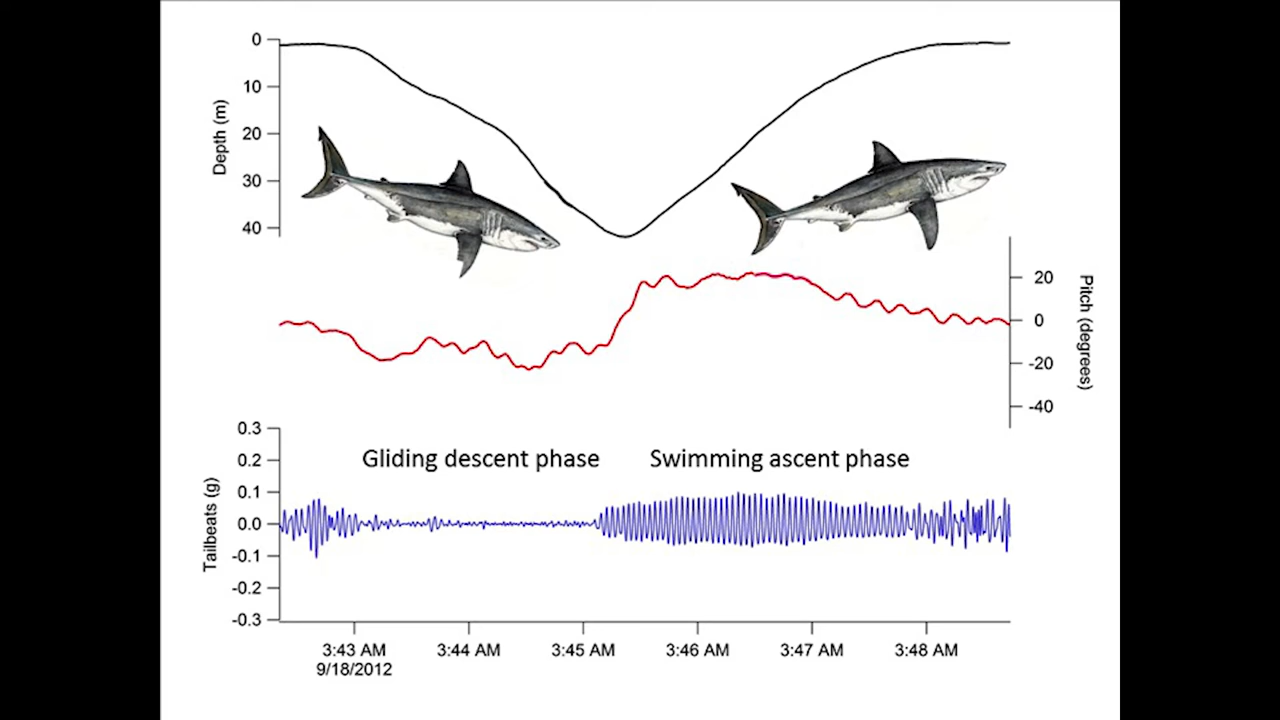 0
10
20
30
40
Depth (m)
20
0
-20
-40
Pitch (degrees)
0.3
0.2
0.1
0.0
-0.1
-0.2
-0.3
Tailbeats (g)
Gliding descent phase
Swimming ascent phase
3:43 AM
3:44 AM
3:45 AM
3:46 AM
3:47 AM
3:48 AM
9/18/2012